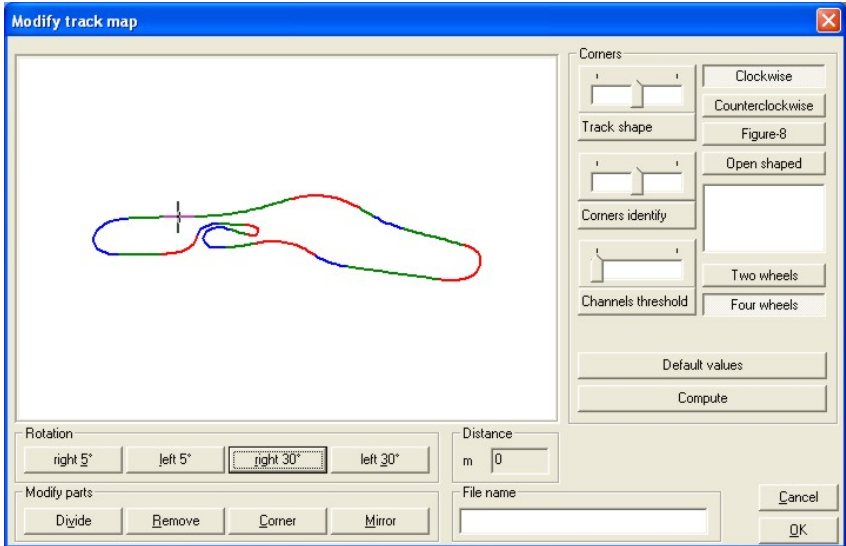 Modify track map
Corners
Track shape
Clockwise
Counterclockwise
Figure-8
Corners identify
Open shaped
Channels threshold
Two wheels
Four wheels
Default values
Compute
Rotation
right 5°
left 5°
right 30°
left 30°
Distance
m 0
Modify parts
Divide
Remove
Corner
Mirror
File name
Cancel
OK